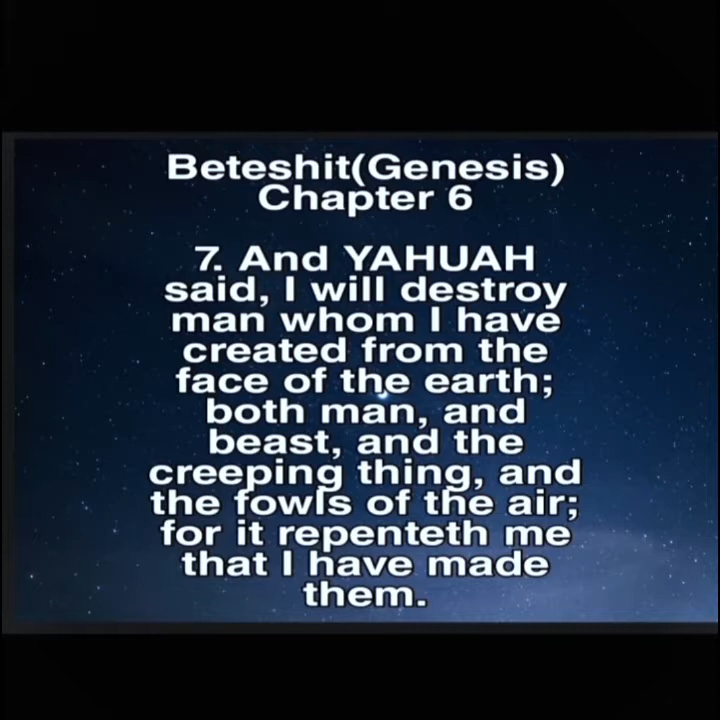 Beteshit(Genesis)
Chapter 6
7. And YAHUAH
said, I will destroy
man whom I have
created from the
face of the earth;
both man, and
beast, and the
creeping thing, and
the fowls of the air;
for it repenteth me
that I have made
them.